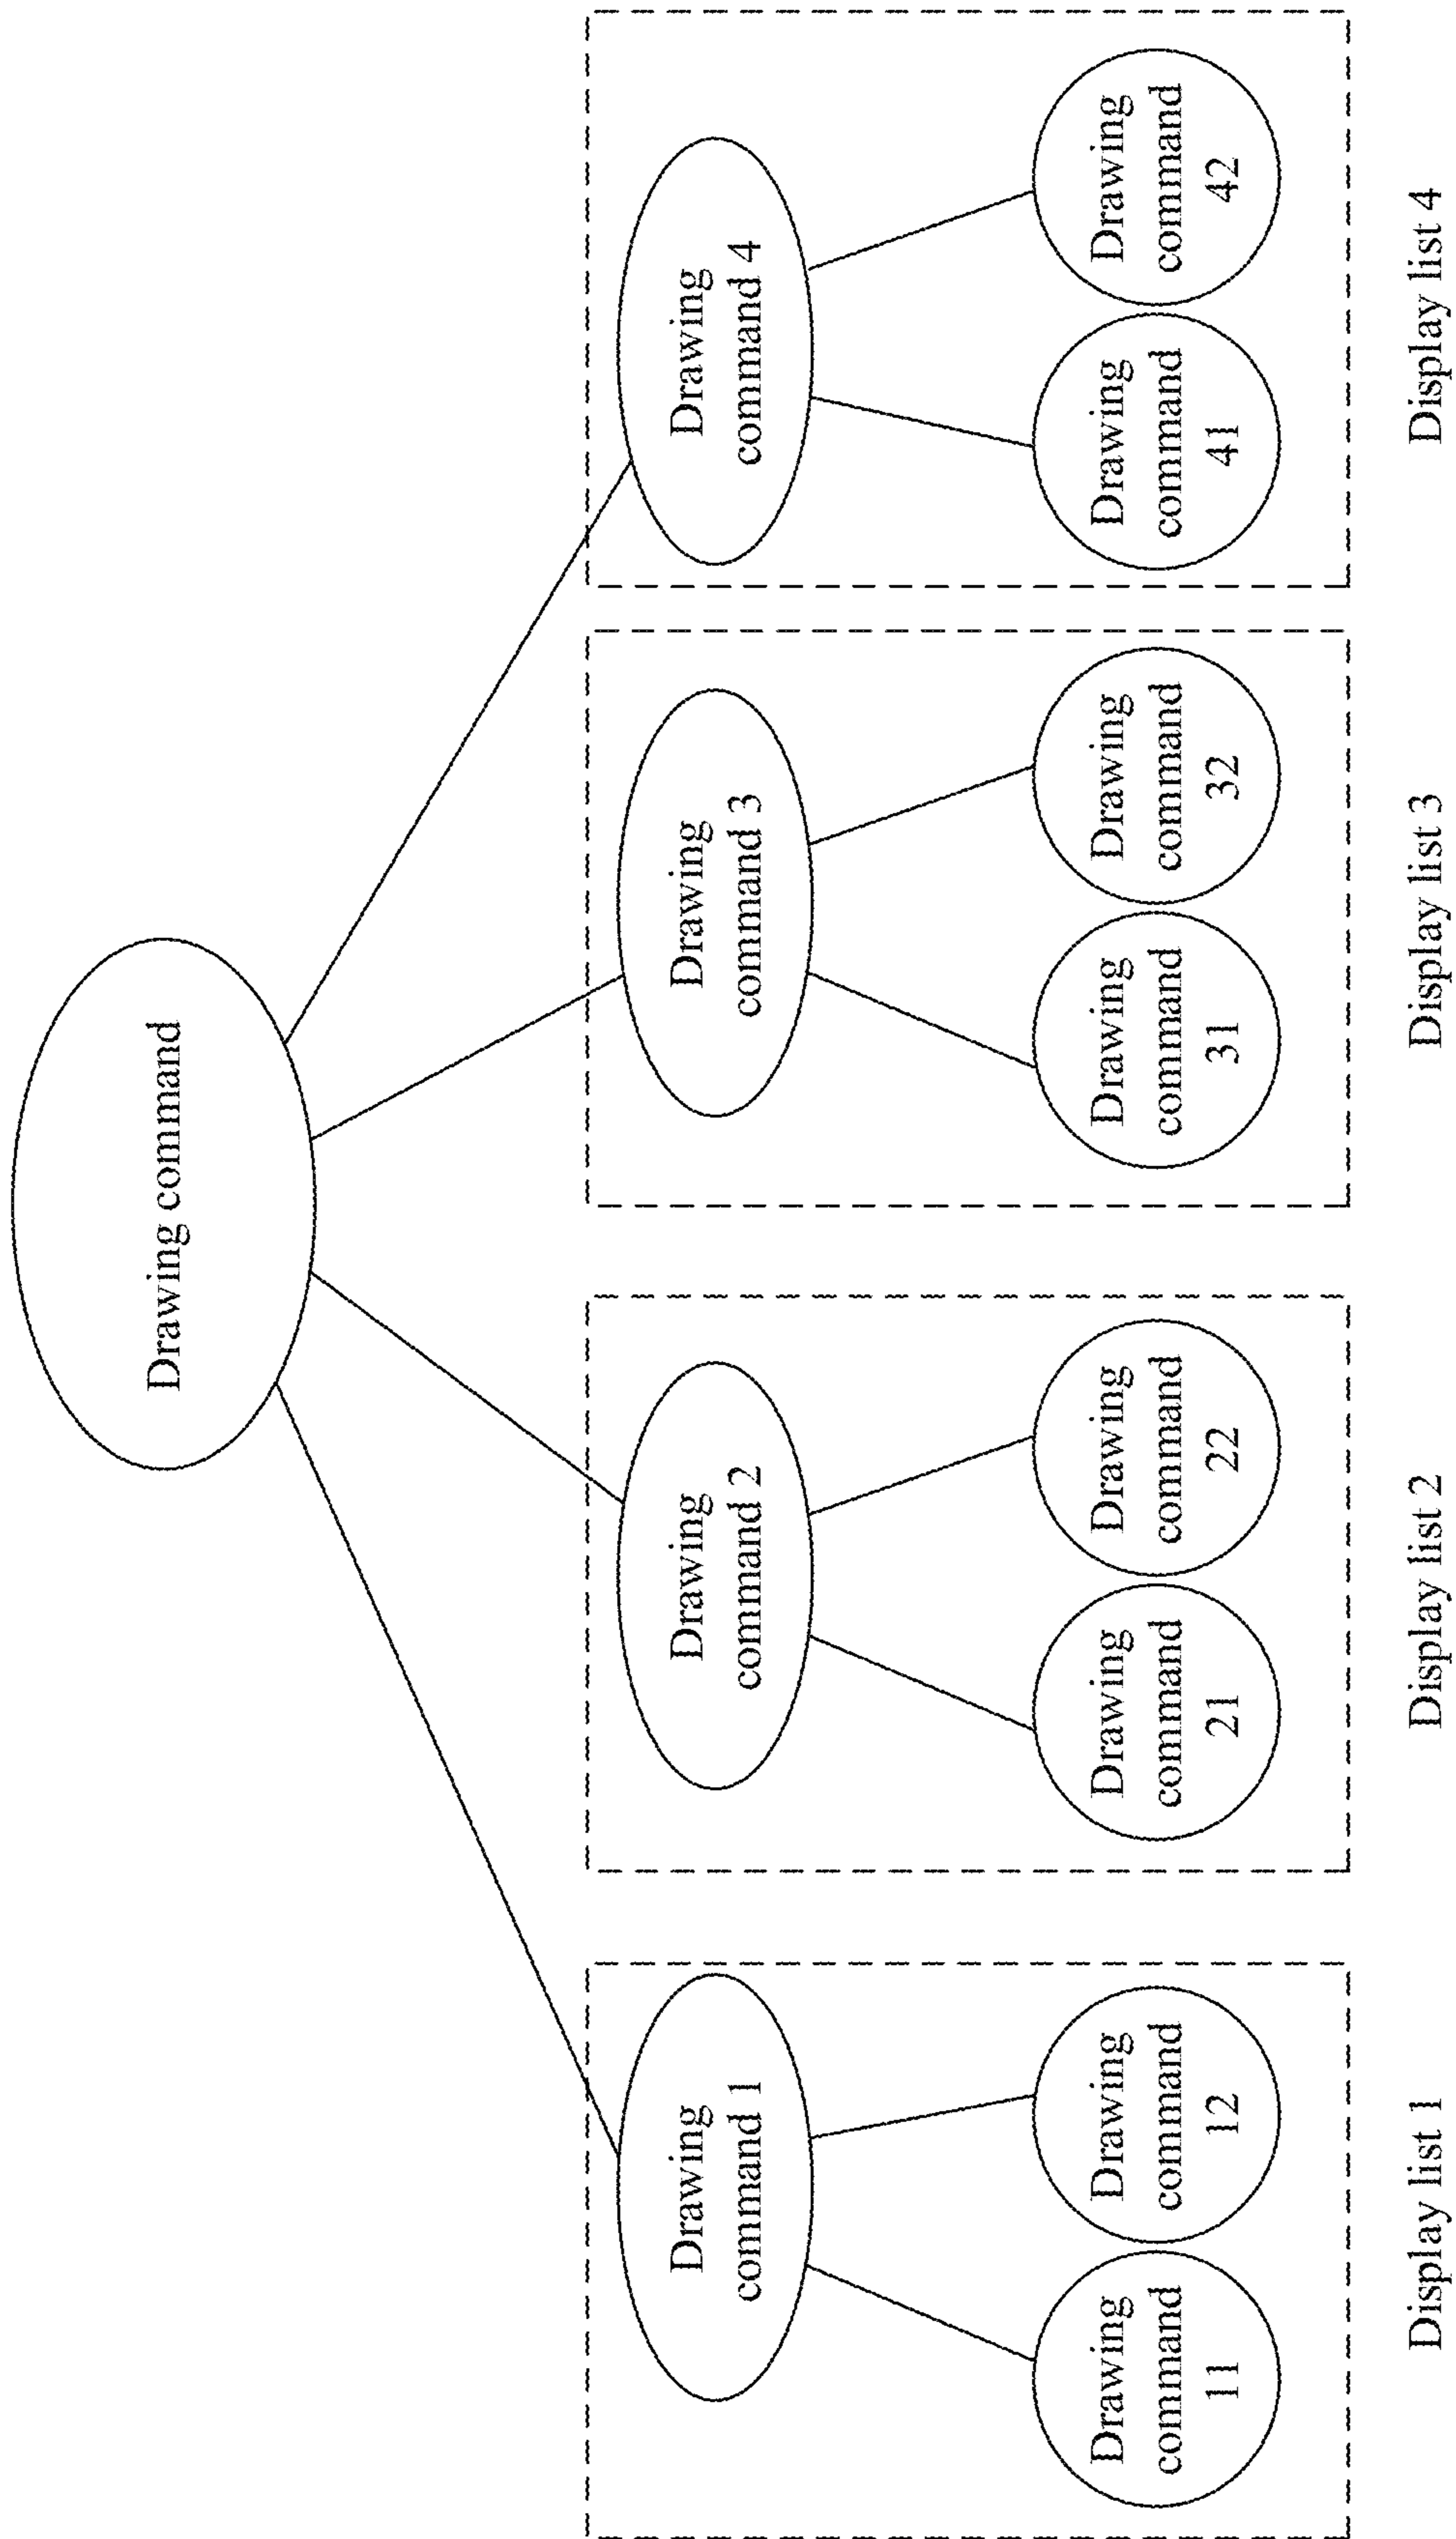 Drawing command
Drawing
command 1
Drawing
command 2
Drawing
command 3
Drawing
command 4
Drawing
command
11
Drawing
command
12
Drawing
command
21
Drawing
command
22
Drawing
command
31
Drawing
command
32
Drawing
command
41
Drawing
command
42
Display list 1
Display list 2
Display list 3
Display list 4